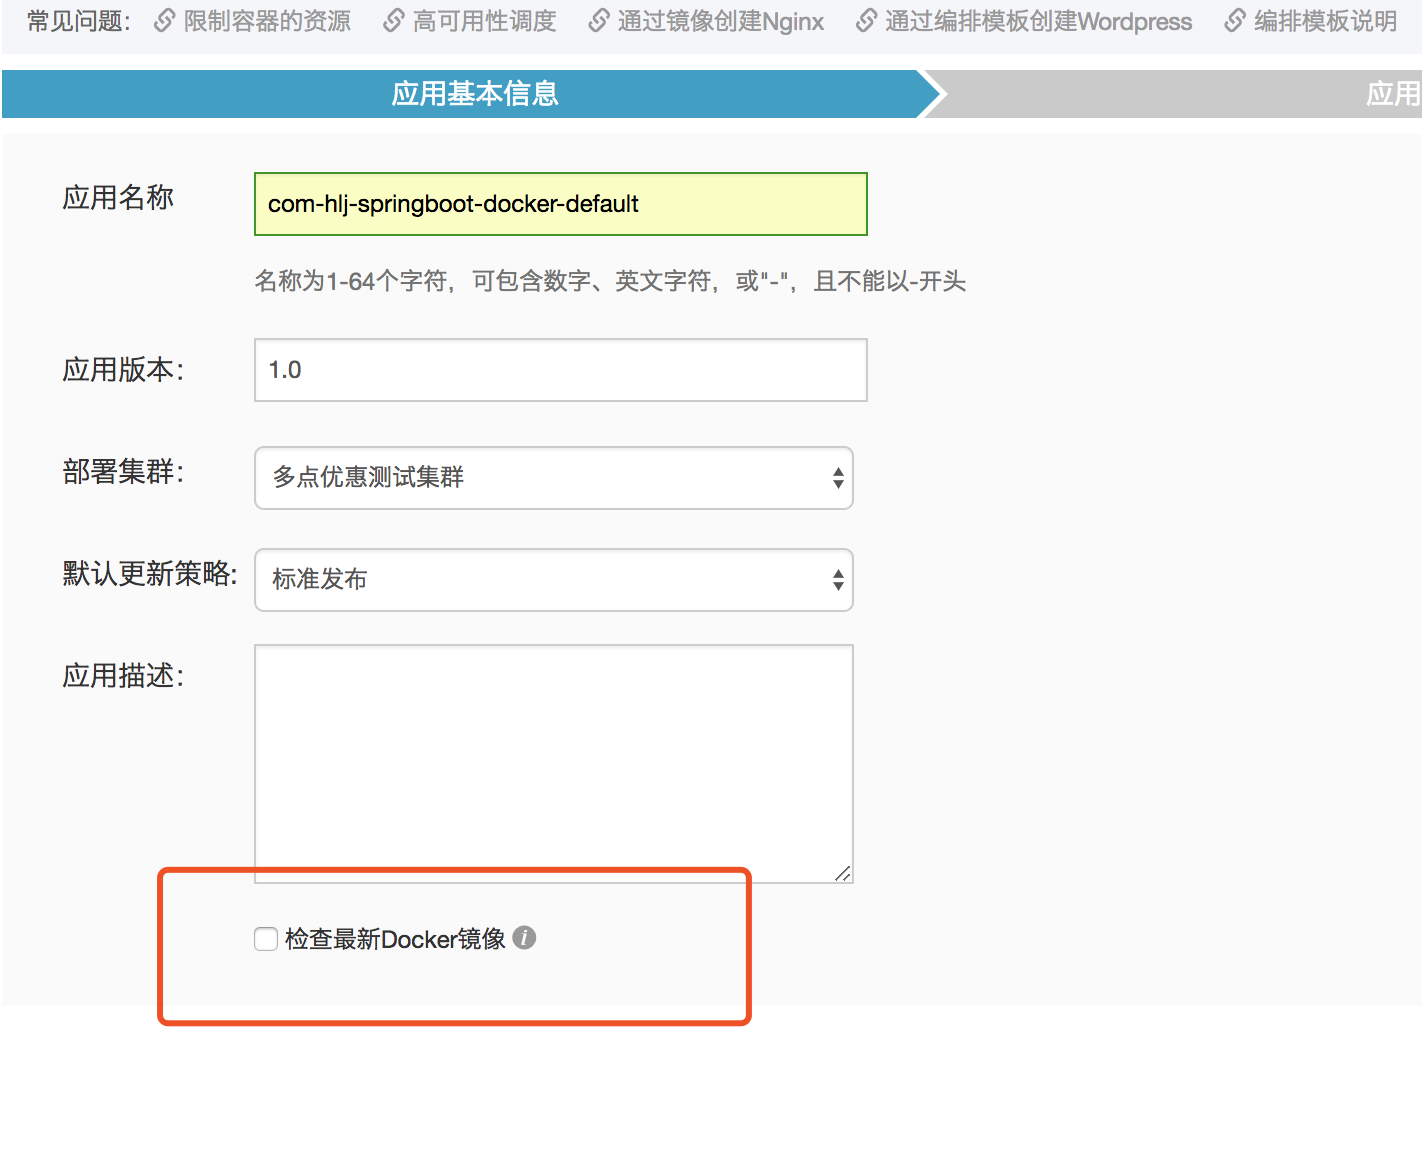 常见问题： 限制容器的资源 高可用性调度 通过镜像创建Nginx 通过编排模板创建Wordpress 编排模板说明
应用基本信息 应用
应用名称 com-hlj-springboot-docker-default
名称为1-64个字符，可包含数字、英文字符，或"-"，且不能以-开头
应用版本： 1.0
部署集群： 多点优惠测试集群
默认更新策略: 标准发布
应用描述：
检查最新Docker镜像